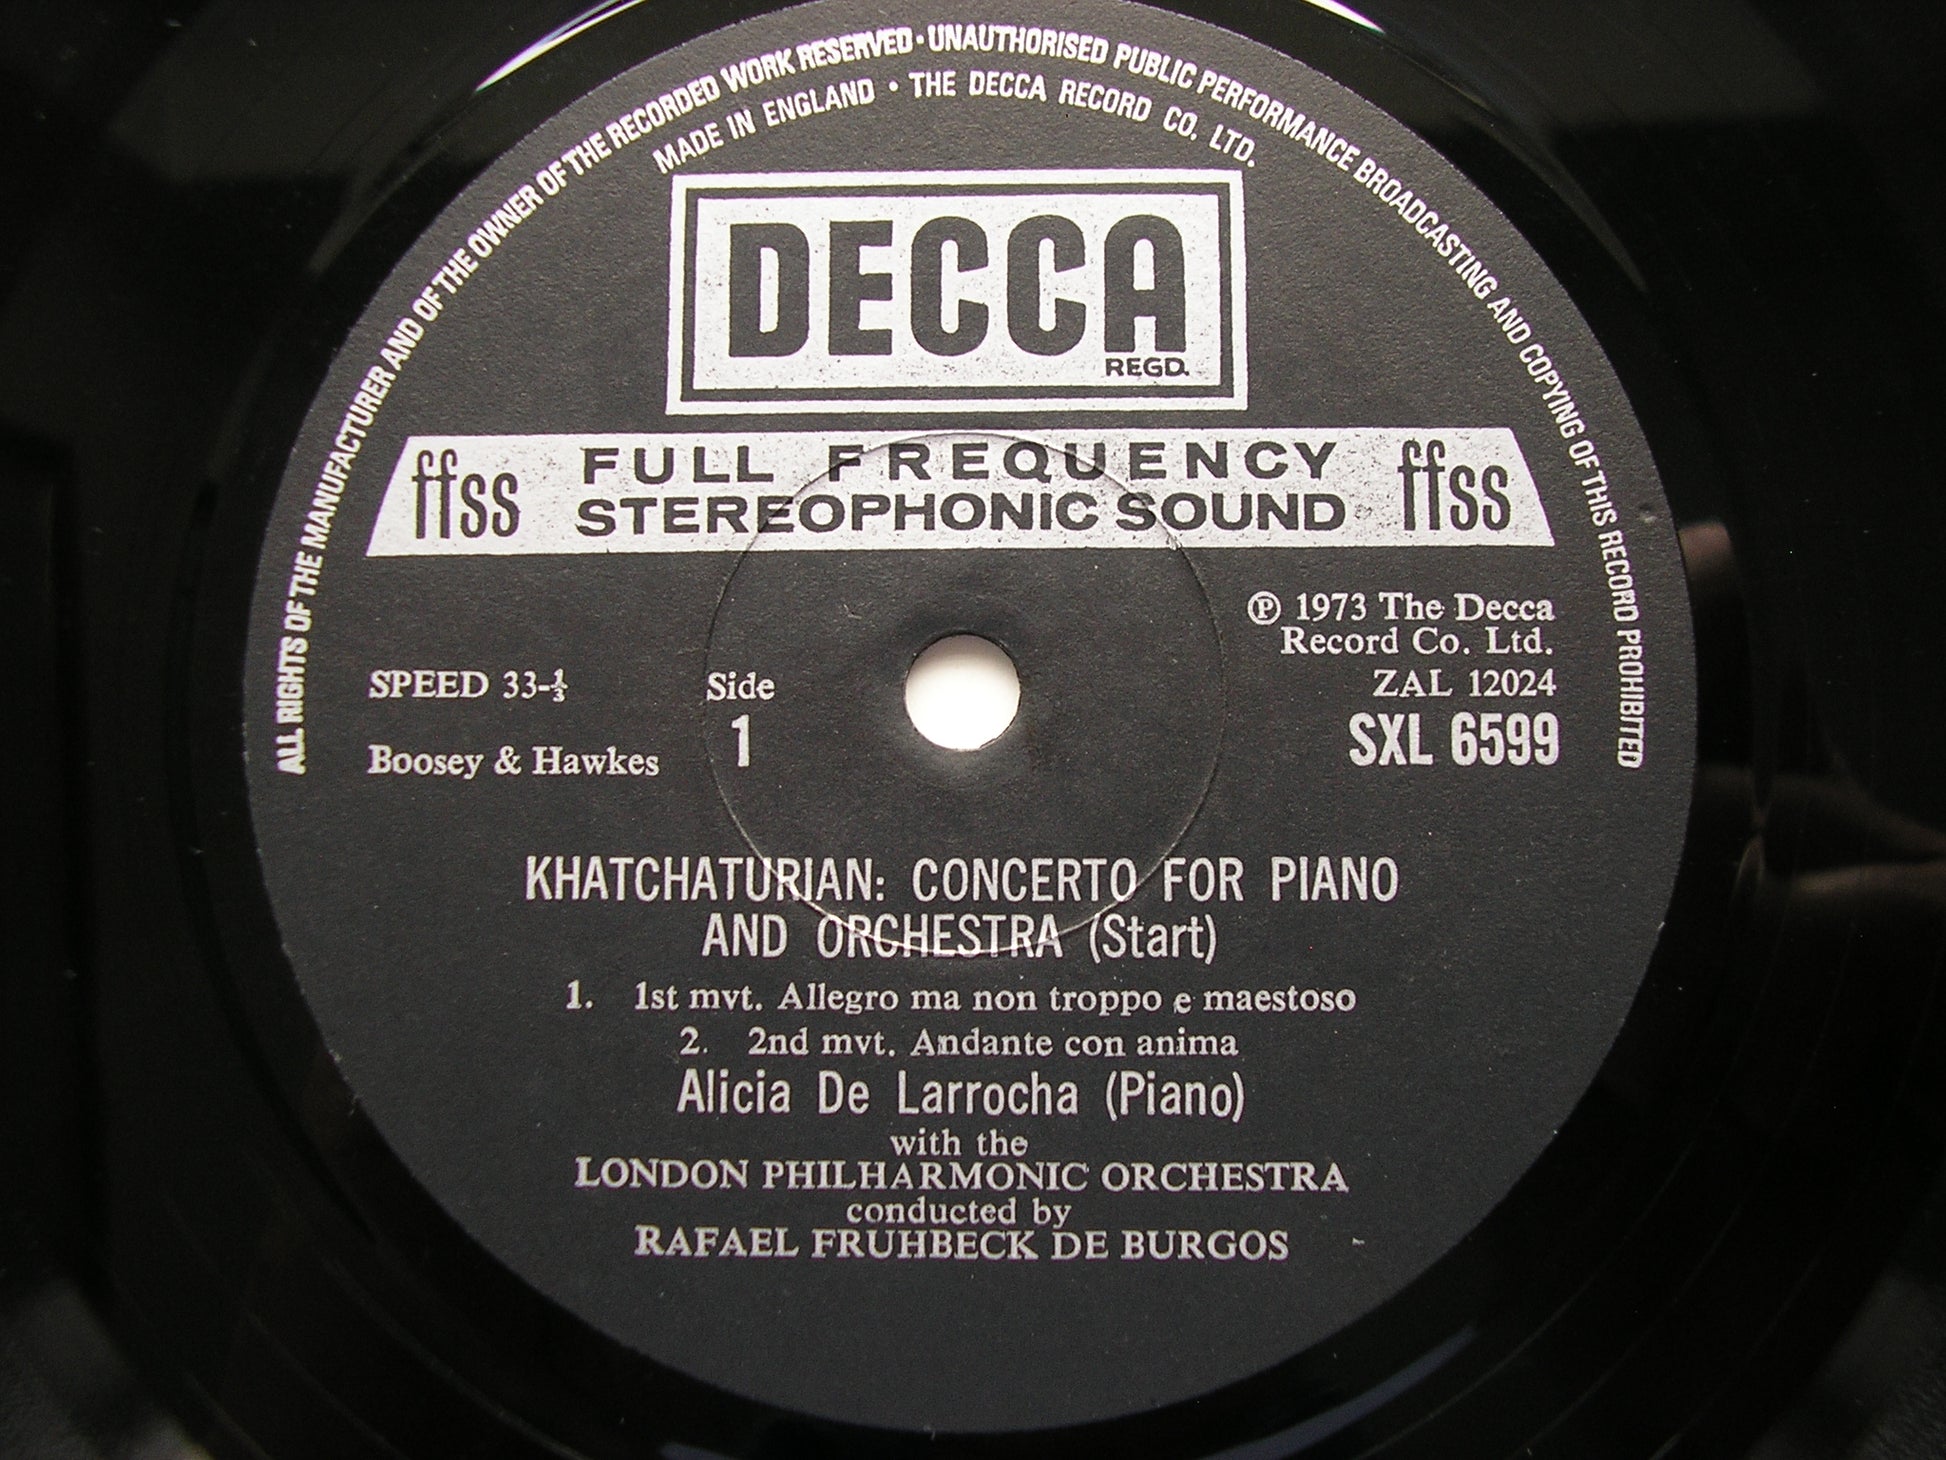 ALL RIGHTS OF THE MANUFACTURER AND OF THE OWNER OF THE RECORDED WORK RESERVED · UNAUTHORISED PUBLIC PERFORMANCE BROADCASTING AND COPYING OF THIS RECORD PROHIBITED
MADE IN ENGLAND • THE DECCA RECORD CO. LTD.
DECCA
REGD.
ffss FULL FREQUENCY STEREOPHONIC SOUND ffss
℗ 1973 The Decca
Record Co. Ltd.
SPEED 33-⅓ Side ZAL 12024
Boosey & Hawkes 1 SXL 6599
KHATCHATURIAN: CONCERTO FOR PIANO
AND ORCHESTRA (Start)
1. 1st mvt. Allegro ma non troppo e maestoso
2. 2nd mvt. Andante con anima
Alicia De Larrocha (Piano)
with the
LONDON PHILHARMONIC ORCHESTRA
conducted by
RAFAEL FRUHBECK DE BURGOS